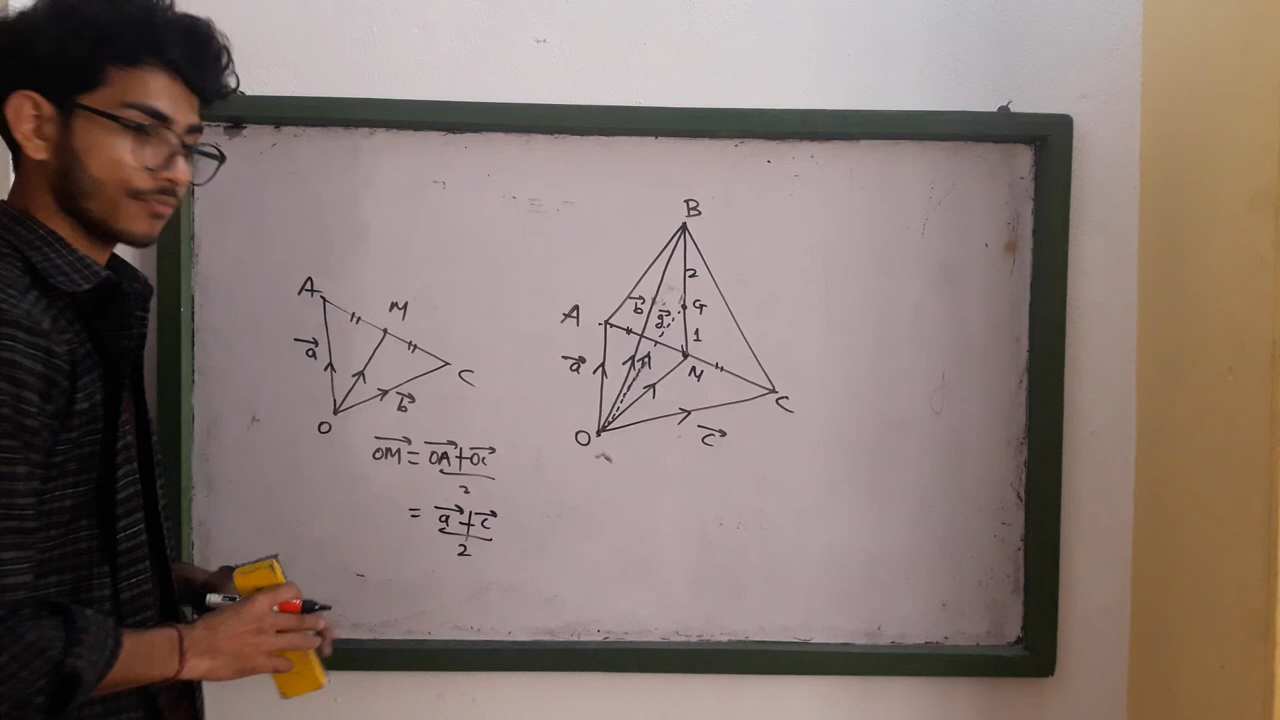 A
M
a⃗
C
b⃗
O
OM⃗ = OA⃗ + OC⃗
2
= a⃗ + c⃗
2
B
2
b⃗
G
A
g⃗
1
a⃗
M
C
O
c⃗